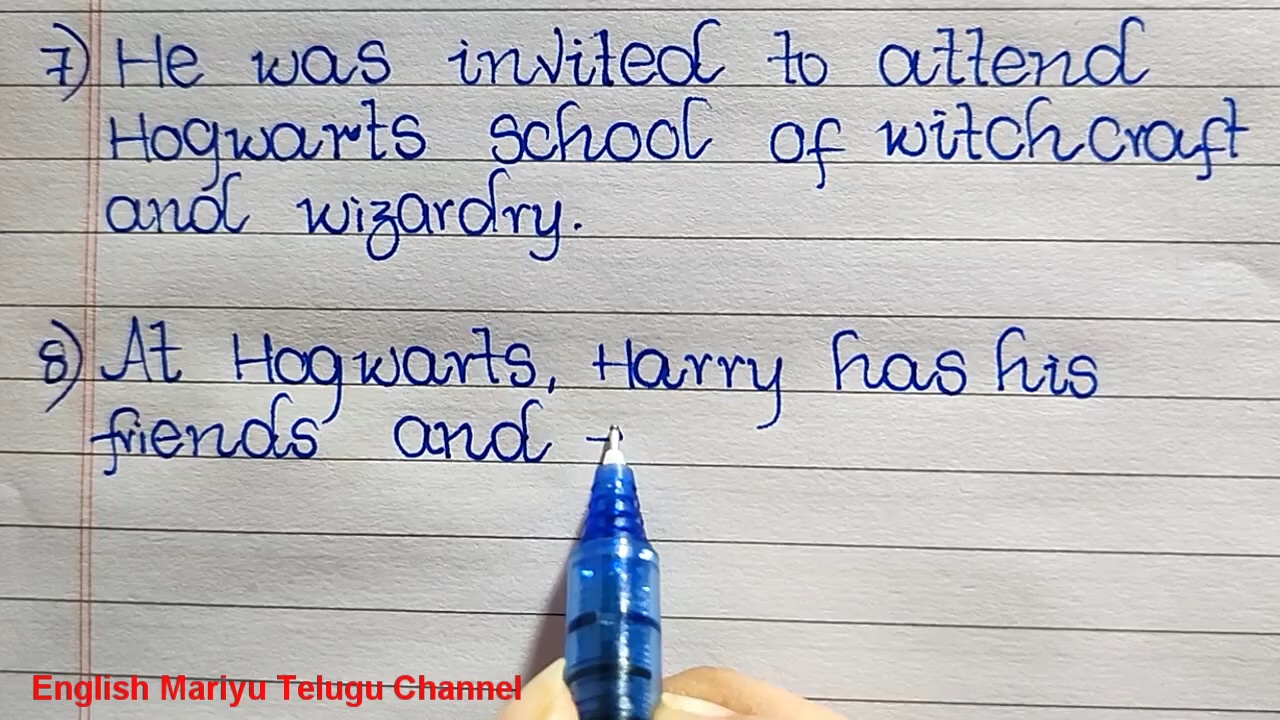 7) He was invited to attend
Hogwarts school of witchcraft
and wizardry.
8) At Hogwarts, Harry has his
friends and
English Mariyu Telugu Channel